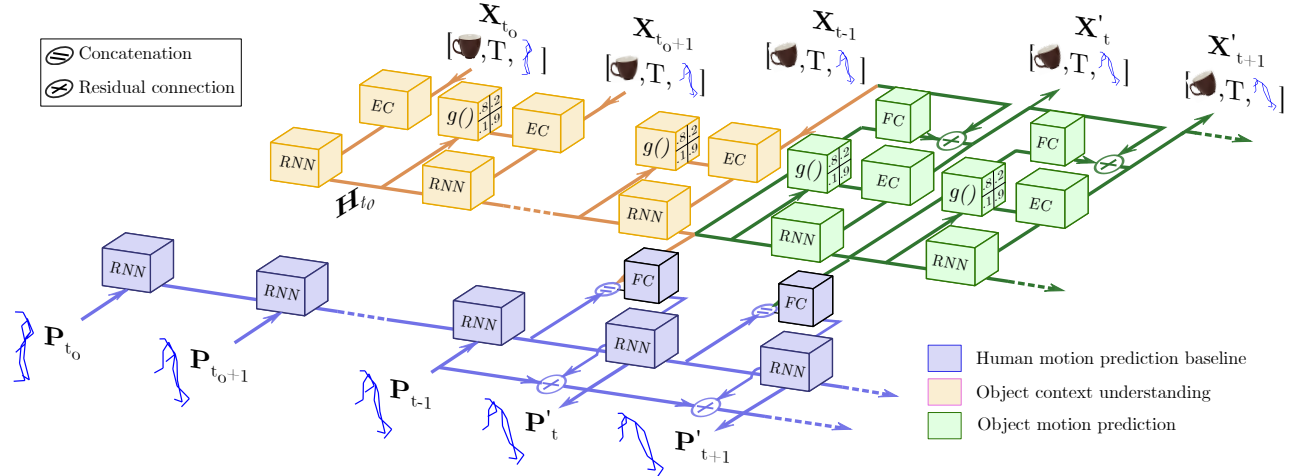 X_{t_o}
[ ,T, ]
X_{t_o+1}
[ ,T, ]
X_{t-1}
[ ,T, ]
X'_t
[ ,T, ]
X'_{t+1}
[ ,T, ]
Concatenation
Residual connection
EC
g()
.8 .2
.1 .9
EC
RNN
RNN
H_{t_o}
g()
.8 .2
.1 .9
EC
RNN
FC
g()
.8 .2
.1 .9
EC
RNN
FC
g()
.8 .2
.1 .9
EC
RNN
RNN
RNN
RNN
FC
RNN
FC
RNN
P_{t_o}
P_{t_o+1}
P_{t-1}
P'_t
P'_{t+1}
Human motion prediction baseline
Object context understanding
Object motion prediction